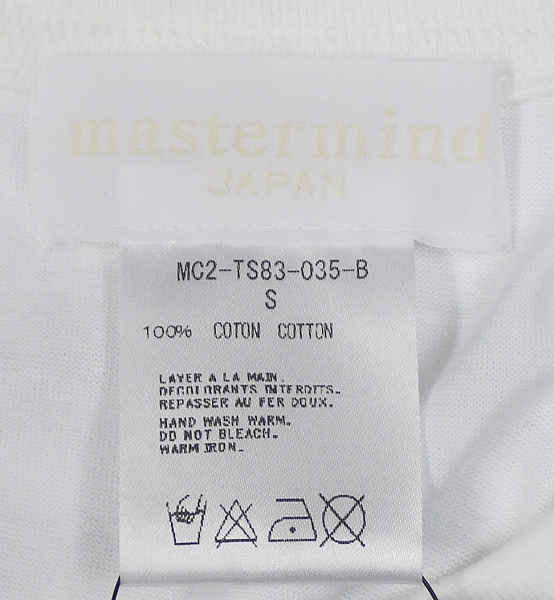 mastermind
JAPAN
MC2-TS83-035-B
S
100% COTON COTTON
LAYER A LA MAIN.
DECOLORANTS INTERDITS.
REPASSER AU FER DOUX.
HAND WASH WARM.
DO NOT BLEACH.
WARM IRON.